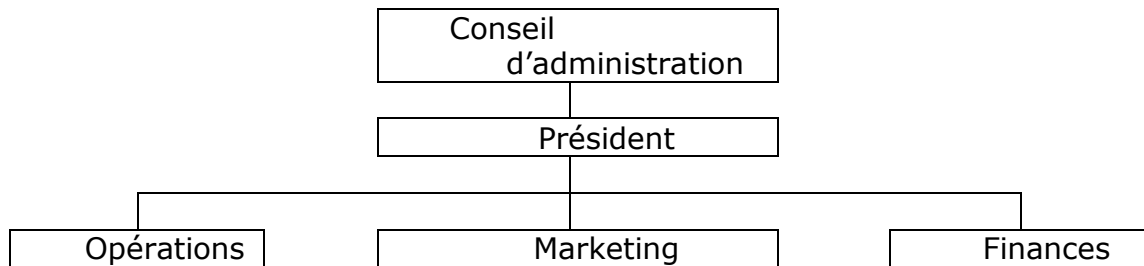 Conseil
d’administration
Président
Opérations
Marketing
Finances